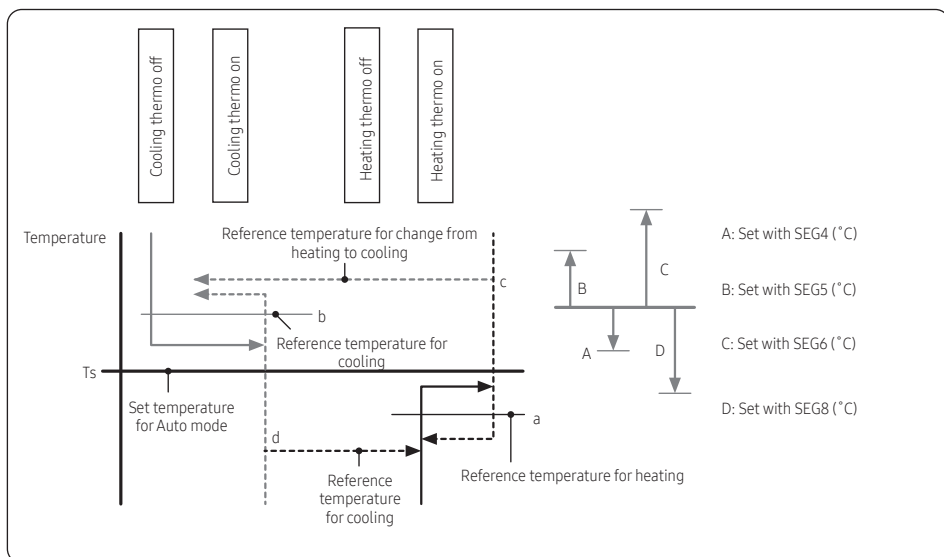 Cooling thermo off
Cooling thermo on
Heating thermo off
Heating thermo on
Temperature
Reference temperature for change from
heating to cooling
c
b
Reference temperature for
cooling
Ts
Set temperature
for Auto mode
a
d
Reference temperature for heating
Reference
temperature
for cooling
B
C
A
D
A: Set with SEG4 (˚C)
B: Set with SEG5 (˚C)
C: Set with SEG6 (˚C)
D: Set with SEG8 (˚C)